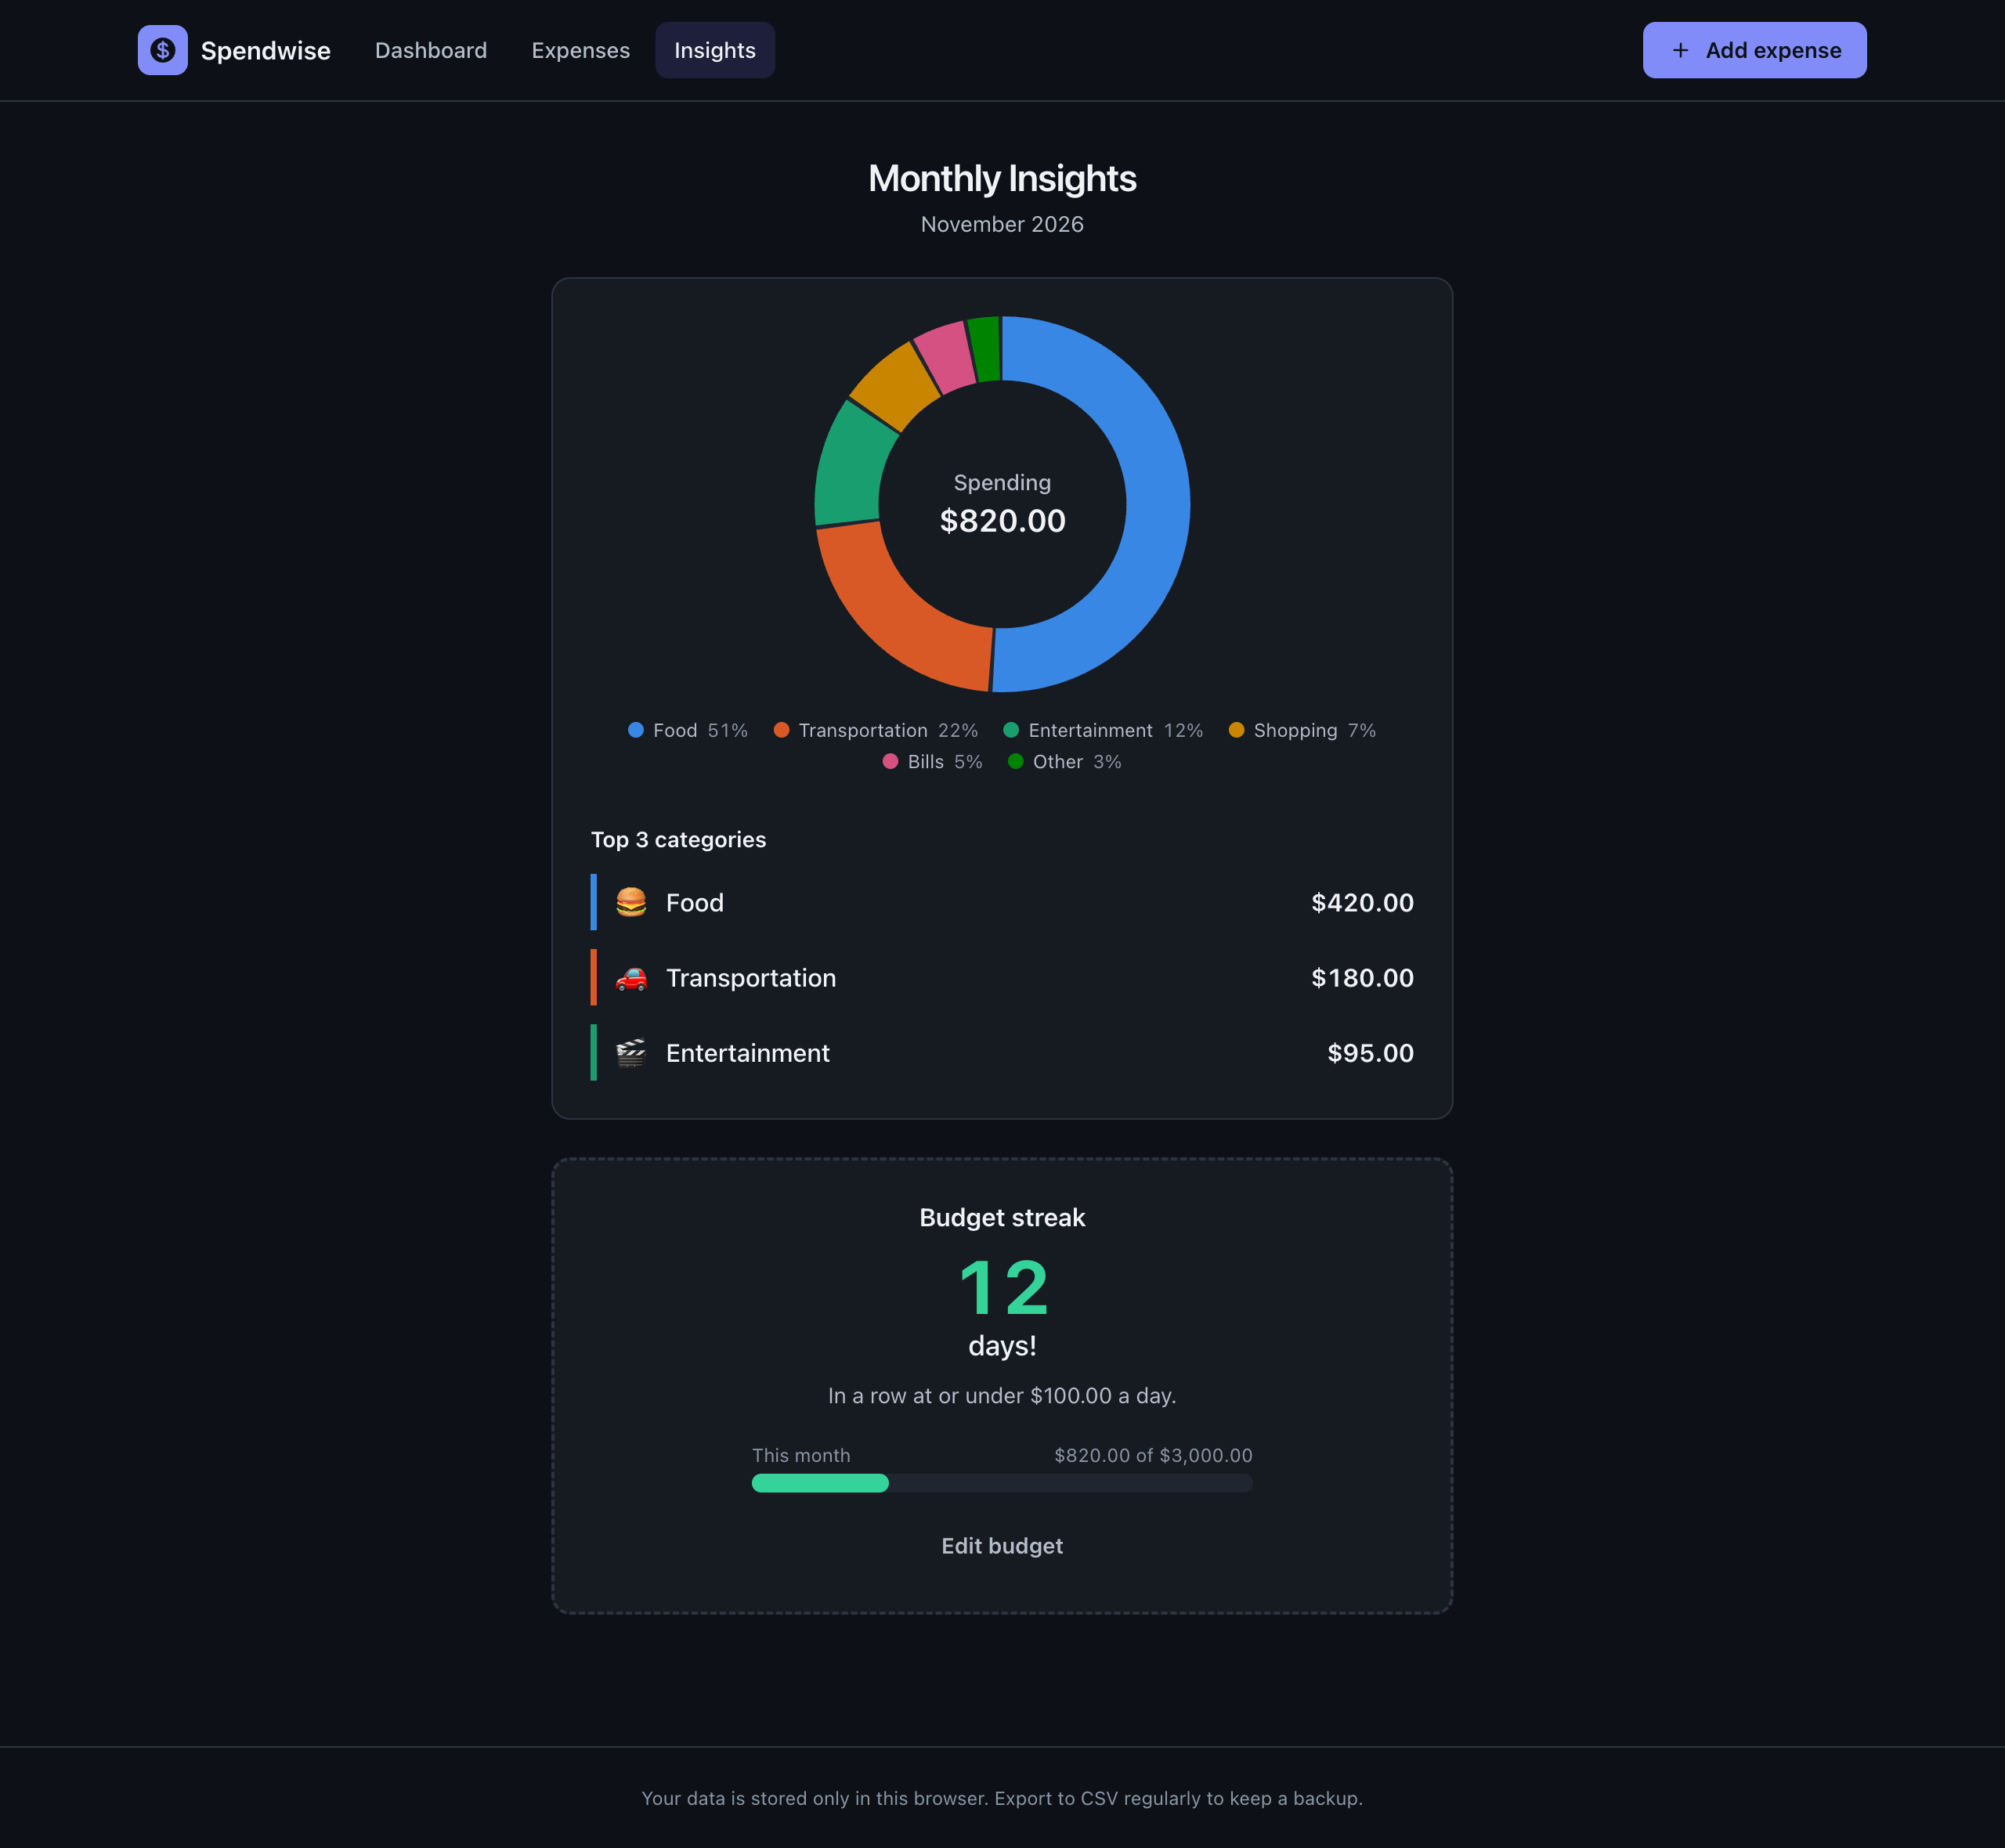 Spendwise Dashboard Expenses Insights + Add expense
Monthly Insights
November 2026
Spending
$820.00
Food 51% Transportation 22% Entertainment 12% Shopping 7%
Bills 5% Other 3%
Top 3 categories
Food $420.00
Transportation $180.00
Entertainment $95.00
Budget streak
12
days!
In a row at or under $100.00 a day.
This month $820.00 of $3,000.00
Edit budget
Your data is stored only in this browser. Export to CSV regularly to keep a backup.